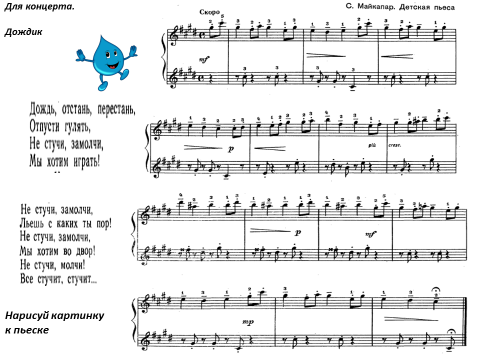 Для концерта.
Дождик
Скоро
С. Майкапар. Детская пьеса
mf
Дождь, отстань, перестань,
Отпусти гулять,
Не стучи, замолчи,
Мы хотим играть!
p
più cresc.
Не стучи, замолчи,
Льешь с каких ты пор!
Не стучи, замолчи,
Мы хотим во двор!
Не стучи, молчи!
Все стучит, стучит...
p
mf
Нарисуй картинку
к пьеске
mp